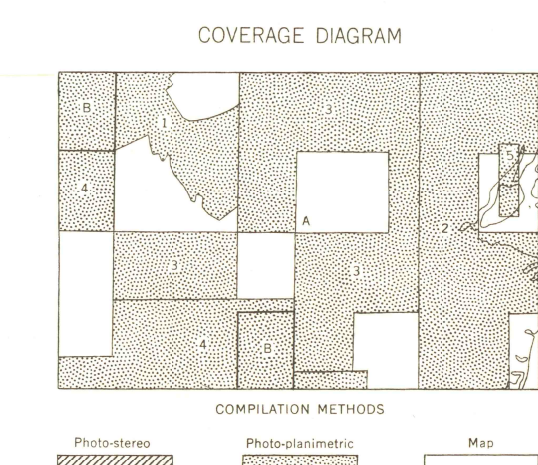 COVERAGE DIAGRAM
B
1
3
4
5
A
2
3
3
4
B
COMPILATION METHODS
Photo-stereo Photo-planimetric Map